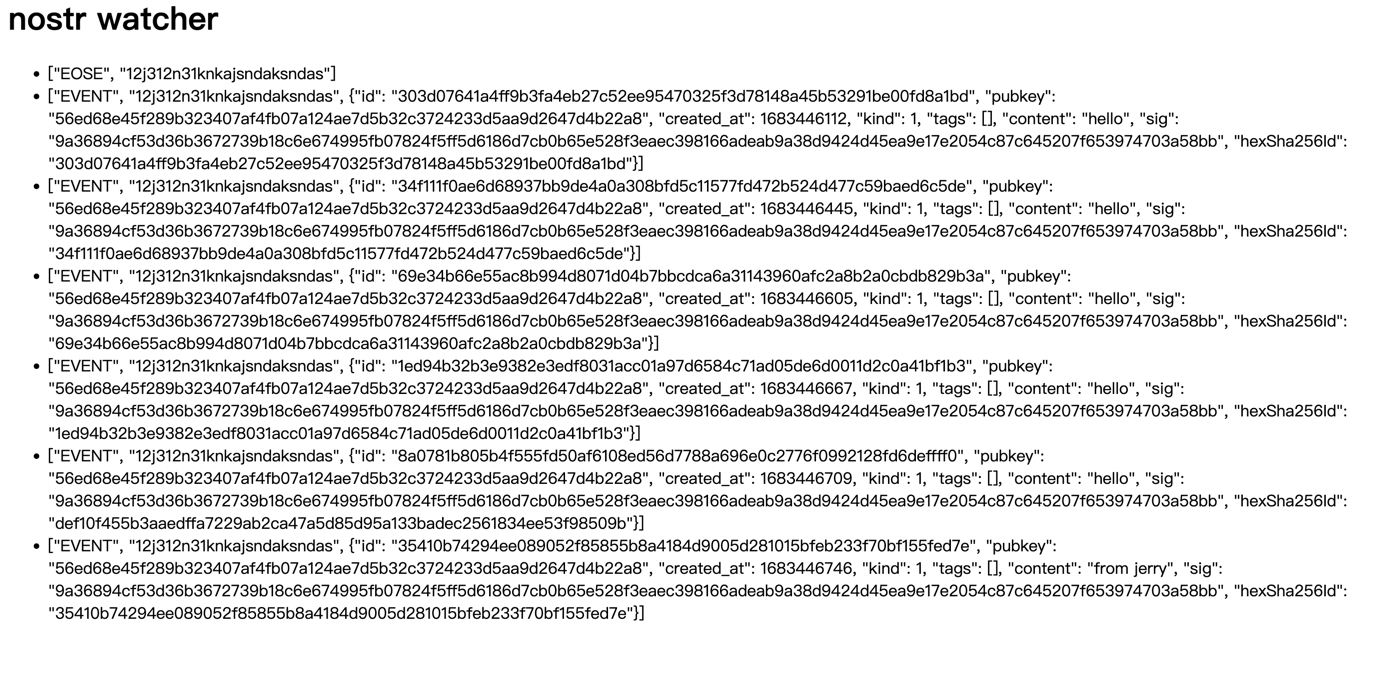 nostr watcher
• ["EOSE", "12j312n31knkajsndaksndas"]
• ["EVENT", "12j312n31knkajsndaksndas", {"id": "303d07641a4ff9b3fa4eb27c52ee95470325f3d78148a45b53291be00fd8a1bd", "pubkey":
"56ed68e45f289b323407af4fb07a124ae7d5b32c3724233d5aa9d2647d4b22a8", "created_at": 1683446112, "kind": 1, "tags": [], "content": "hello", "sig":
"9a36894cf53d36b3672739b18c6e674995fb07824f5ff5d6186d7cb0b65e528f3eaec398166adeab9a38d9424d45ea9e17e2054c87c645207f653974703a58bb", "hexSha256Id":
"303d07641a4ff9b3fa4eb27c52ee95470325f3d78148a45b53291be00fd8a1bd"}]
• ["EVENT", "12j312n31knkajsndaksndas", {"id": "34f111f0ae6d68937bb9de4a0a308bfd5c11577fd472b524d477c59baed6c5de", "pubkey":
"56ed68e45f289b323407af4fb07a124ae7d5b32c3724233d5aa9d2647d4b22a8", "created_at": 1683446445, "kind": 1, "tags": [], "content": "hello", "sig":
"9a36894cf53d36b3672739b18c6e674995fb07824f5ff5d6186d7cb0b65e528f3eaec398166adeab9a38d9424d45ea9e17e2054c87c645207f653974703a58bb", "hexSha256Id":
"34f111f0ae6d68937bb9de4a0a308bfd5c11577fd472b524d477c59baed6c5de"}]
• ["EVENT", "12j312n31knkajsndaksndas", {"id": "69e34b66e55ac8b994d8071d04b7bbcdca6a31143960afc2a8b2a0cbdb829b3a", "pubkey":
"56ed68e45f289b323407af4fb07a124ae7d5b32c3724233d5aa9d2647d4b22a8", "created_at": 1683446605, "kind": 1, "tags": [], "content": "hello", "sig":
"9a36894cf53d36b3672739b18c6e674995fb07824f5ff5d6186d7cb0b65e528f3eaec398166adeab9a38d9424d45ea9e17e2054c87c645207f653974703a58bb", "hexSha256Id":
"69e34b66e55ac8b994d8071d04b7bbcdca6a31143960afc2a8b2a0cbdb829b3a"}]
• ["EVENT", "12j312n31knkajsndaksndas", {"id": "1ed94b32b3e9382e3edf8031acc01a97d6584c71ad05de6d0011d2c0a41bf1b3", "pubkey":
"56ed68e45f289b323407af4fb07a124ae7d5b32c3724233d5aa9d2647d4b22a8", "created_at": 1683446667, "kind": 1, "tags": [], "content": "hello", "sig":
"9a36894cf53d36b3672739b18c6e674995fb07824f5ff5d6186d7cb0b65e528f3eaec398166adeab9a38d9424d45ea9e17e2054c87c645207f653974703a58bb", "hexSha256Id":
"1ed94b32b3e9382e3edf8031acc01a97d6584c71ad05de6d0011d2c0a41bf1b3"}]
• ["EVENT", "12j312n31knkajsndaksndas", {"id": "8a0781b805b4f555fd50af6108ed56d7788a696e0c2776f0992128fd6deffff0", "pubkey":
"56ed68e45f289b323407af4fb07a124ae7d5b32c3724233d5aa9d2647d4b22a8", "created_at": 1683446709, "kind": 1, "tags": [], "content": "hello", "sig":
"9a36894cf53d36b3672739b18c6e674995fb07824f5ff5d6186d7cb0b65e528f3eaec398166adeab9a38d9424d45ea9e17e2054c87c645207f653974703a58bb", "hexSha256Id":
"def10f455b3aaedffa7229ab2ca47a5d85d95a133badec2561834ee53f98509b"}]
• ["EVENT", "12j312n31knkajsndaksndas", {"id": "35410b74294ee089052f85855b8a4184d9005d281015bfeb233f70bf155fed7e", "pubkey":
"56ed68e45f289b323407af4fb07a124ae7d5b32c3724233d5aa9d2647d4b22a8", "created_at": 1683446746, "kind": 1, "tags": [], "content": "from jerry", "sig":
"9a36894cf53d36b3672739b18c6e674995fb07824f5ff5d6186d7cb0b65e528f3eaec398166adeab9a38d9424d45ea9e17e2054c87c645207f653974703a58bb", "hexSha256Id":
"35410b74294ee089052f85855b8a4184d9005d281015bfeb233f70bf155fed7e"}]